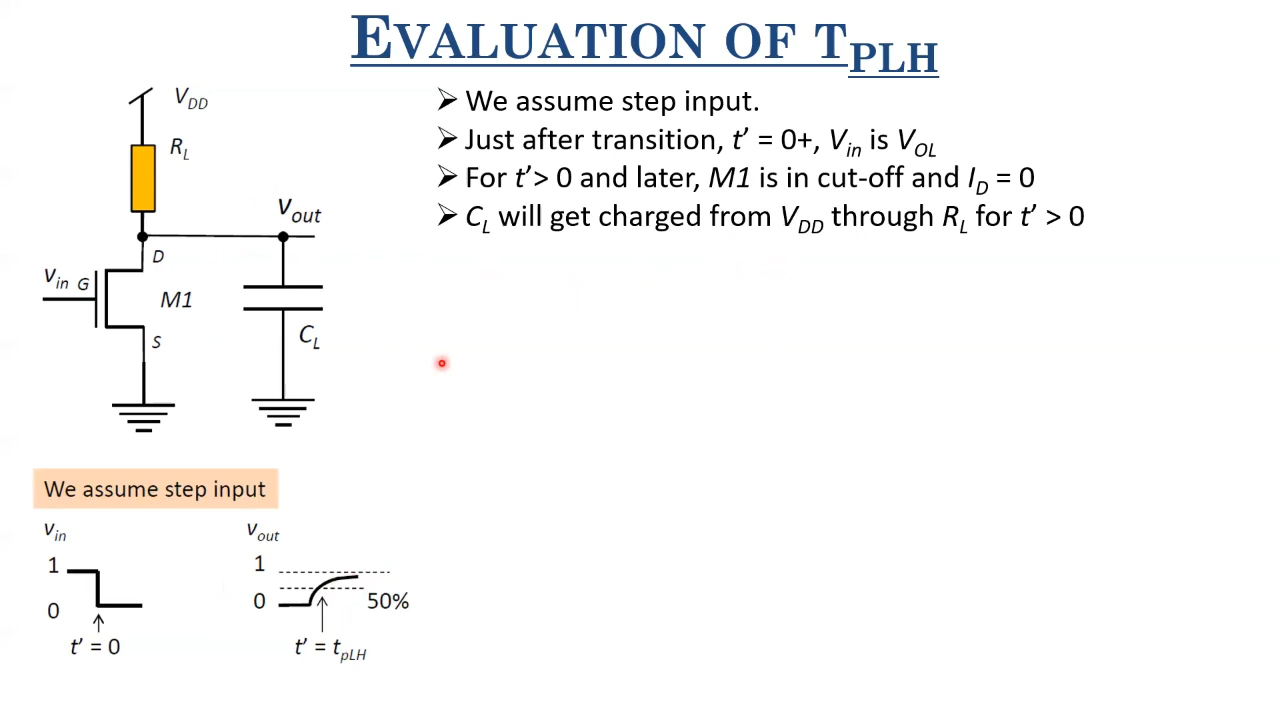 EVALUATION OF TPLH
➢ We assume step input.
➢ Just after transition, t’ = 0+, Vin is VOL
➢ For t’> 0 and later, M1 is in cut-off and ID = 0
➢ CL will get charged from VDD through RL for t’ > 0
VDD
RL
Vout
D
Vin G
M1
S
CL
We assume step input
Vin
1
0
t’ = 0
Vout
1
0
50%
t’ = tpLH